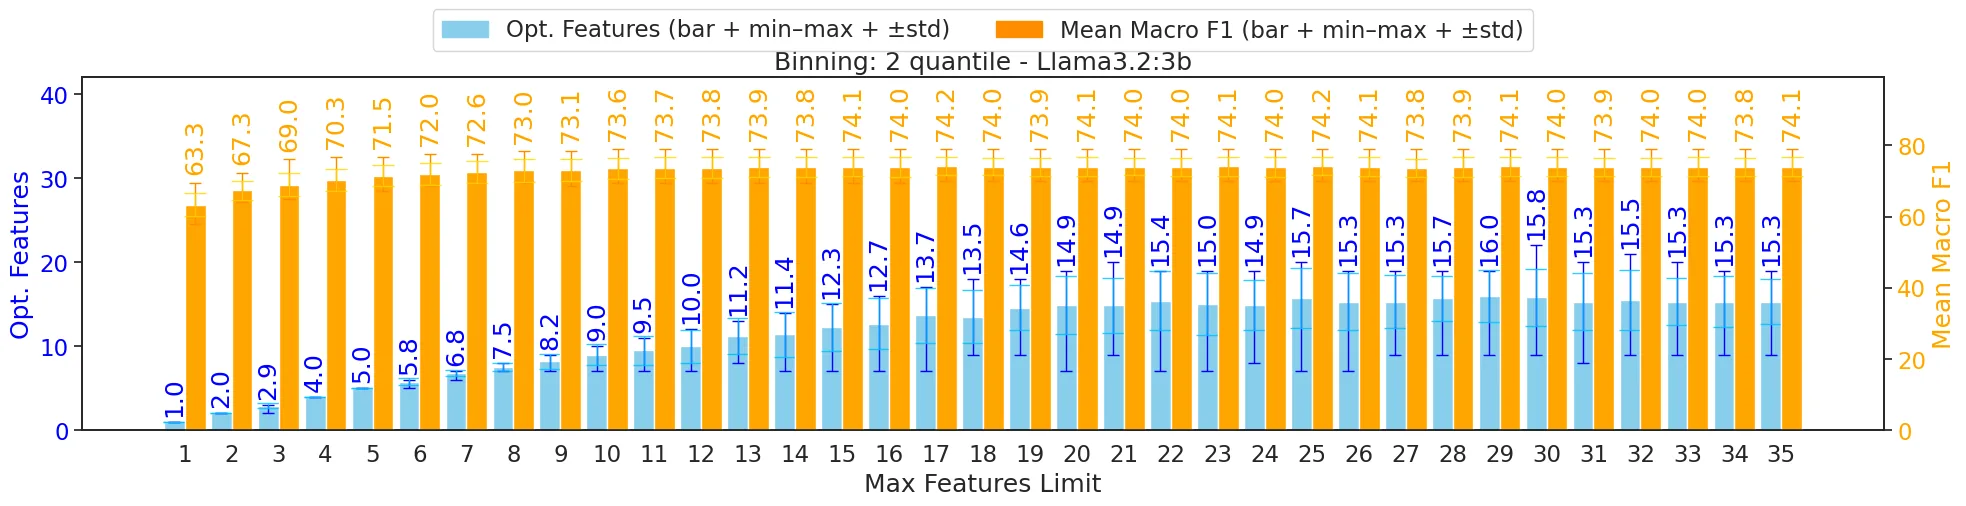 Opt. Features (bar + min–max + ±std) Mean Macro F1 (bar + min–max + ±std)
Binning: 2 quantile - Llama3.2:3b
Opt. Features
40
30
20
10
0
63.3 67.3 69.0 70.3 71.5 72.0 72.6 73.0 73.1 73.6 73.7 73.8 73.9 73.8 74.1 74.0 74.2 74.0 73.9 74.1 74.0 74.0 74.1 74.0 74.2 74.1 73.8 73.9 74.1 74.0 73.9 74.0 74.0 73.8 74.1
1.0 2.0 2.9 4.0 5.0 5.8 6.8 7.5 8.2 9.0 9.5 10.0 11.2 11.4 12.3 12.7 13.7 13.5 14.6 14.9 14.9 15.4 15.0 14.9 15.7 15.3 15.3 15.7 16.0 15.8 15.3 15.5 15.3 15.3 15.3
80
60
40
20
0
Mean Macro F1
1 2 3 4 5 6 7 8 9 10 11 12 13 14 15 16 17 18 19 20 21 22 23 24 25 26 27 28 29 30 31 32 33 34 35
Max Features Limit